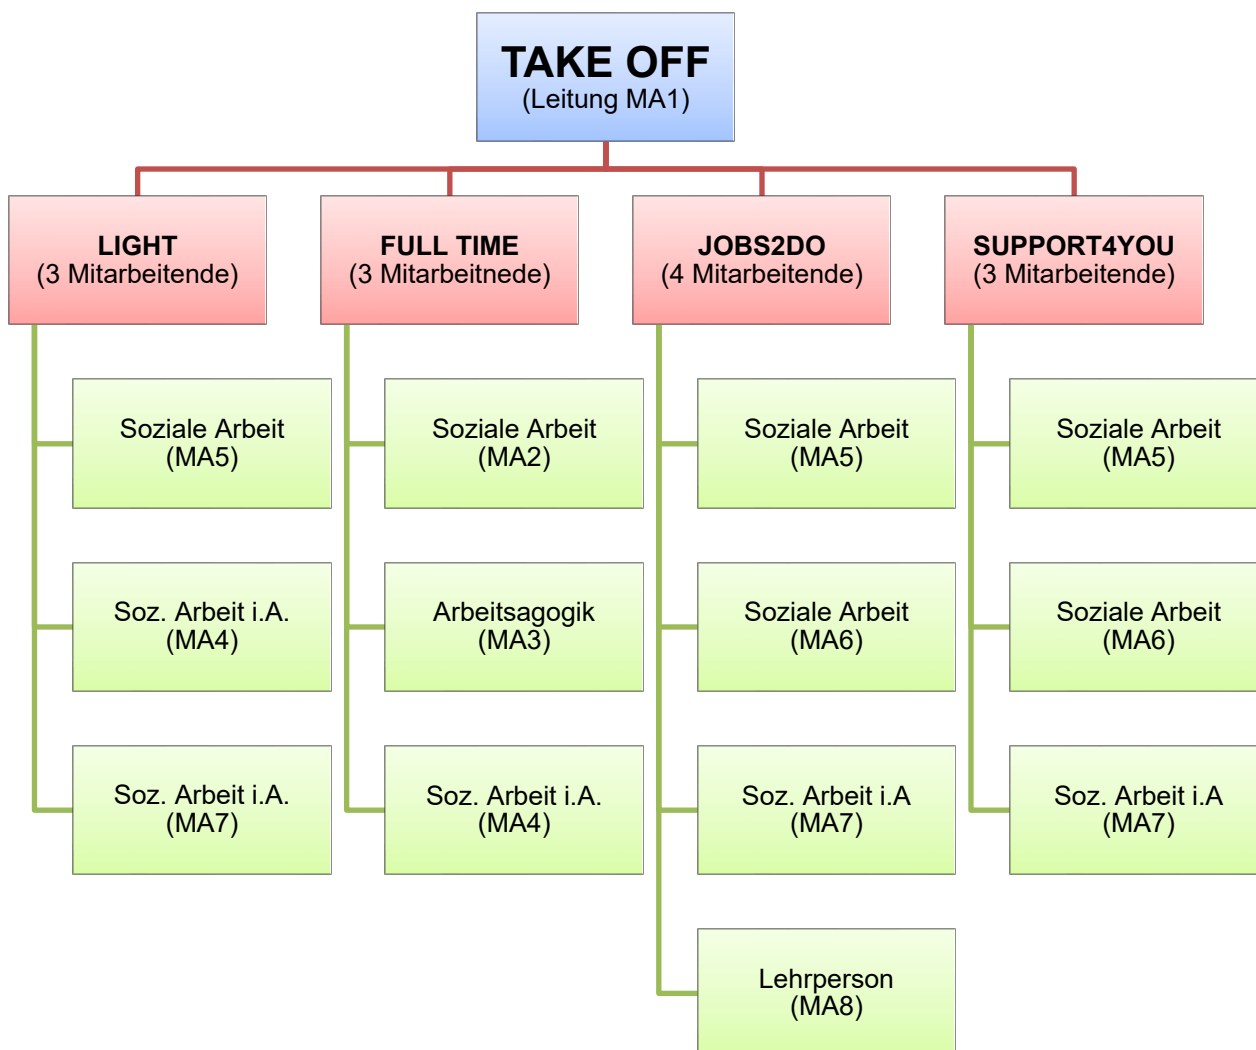 TAKE OFF
(Leitung MA1)
LIGHT
(3 Mitarbeitende)
FULL TIME
(3 Mitarbeitnede)
JOBS2DO
(4 Mitarbeitende)
SUPPORT4YOU
(3 Mitarbeitende)
Soziale Arbeit
(MA5)
Soziale Arbeit
(MA2)
Soziale Arbeit
(MA5)
Soziale Arbeit
(MA5)
Soz. Arbeit i.A.
(MA4)
Arbeitsagogik
(MA3)
Soziale Arbeit
(MA6)
Soziale Arbeit
(MA6)
Soz. Arbeit i.A.
(MA7)
Soz. Arbeit i.A.
(MA4)
Soz. Arbeit i.A
(MA7)
Soz. Arbeit i.A
(MA7)
Lehrperson
(MA8)